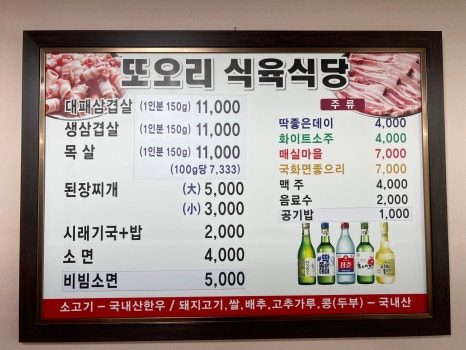 또오리 식육식당
대패삼겹살 (1인분 150g) 11,000
생삼겹살 (1인분 150g) 11,000
목 살 (1인분 150g) 11,000
(100g당 7,333)
된장찌개 (大) 5,000
(小) 3,000
시래기국+밥 2,000
소 면 4,000
비빔소면 5,000
주 류
딱좋은데이 4,000
화이트소주 4,000
매실마을 7,000
국화면좋으리 7,000
맥 주 4,000
음료수 2,000
공기밥 1,000
소고기 - 국내산한우 / 돼지고기,쌀,배추,고추가루,콩(두부) - 국내산